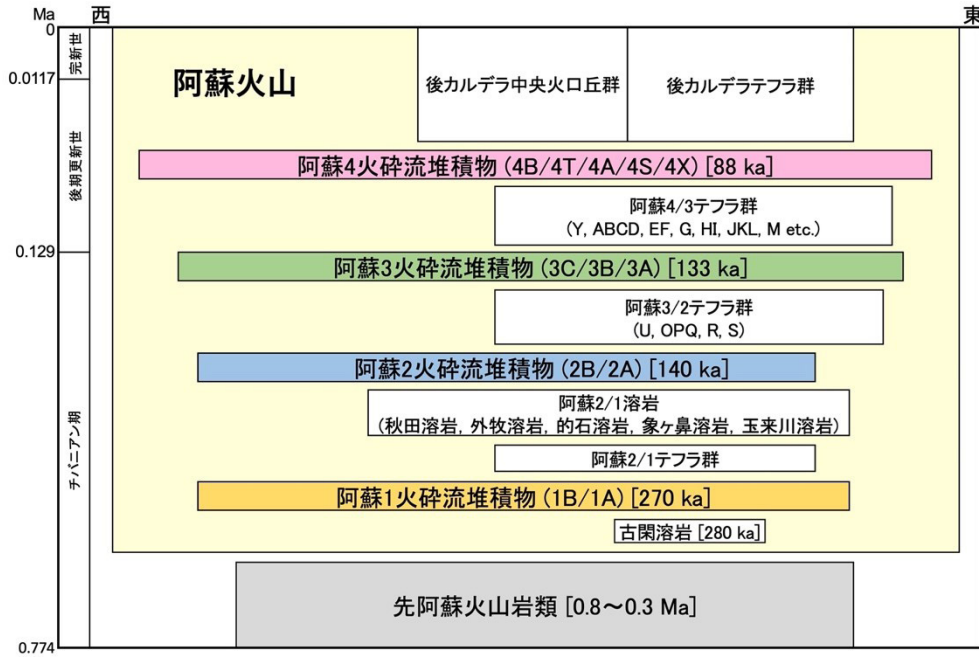 Ma
西
東
0
完新世
0.0117
後期更新世
0.129
チバニアン期
0.774
阿蘇火山
後カルデラ中央火口丘群
後カルデラテフラ群
阿蘇4火砕流堆積物 (4B/4T/4A/4S/4X) [88 ka]
阿蘇4/3テフラ群
(Y, ABCD, EF, G, HI, JKL, M etc.)
阿蘇3火砕流堆積物 (3C/3B/3A) [133 ka]
阿蘇3/2テフラ群
(U, OPQ, R, S)
阿蘇2火砕流堆積物 (2B/2A) [140 ka]
阿蘇2/1溶岩
(秋田溶岩, 外牧溶岩, 的石溶岩, 象ヶ鼻溶岩, 玉来川溶岩)
阿蘇2/1テフラ群
阿蘇1火砕流堆積物 (1B/1A) [270 ka]
古閑溶岩 [280 ka]
先阿蘇火山岩類 [0.8～0.3 Ma]